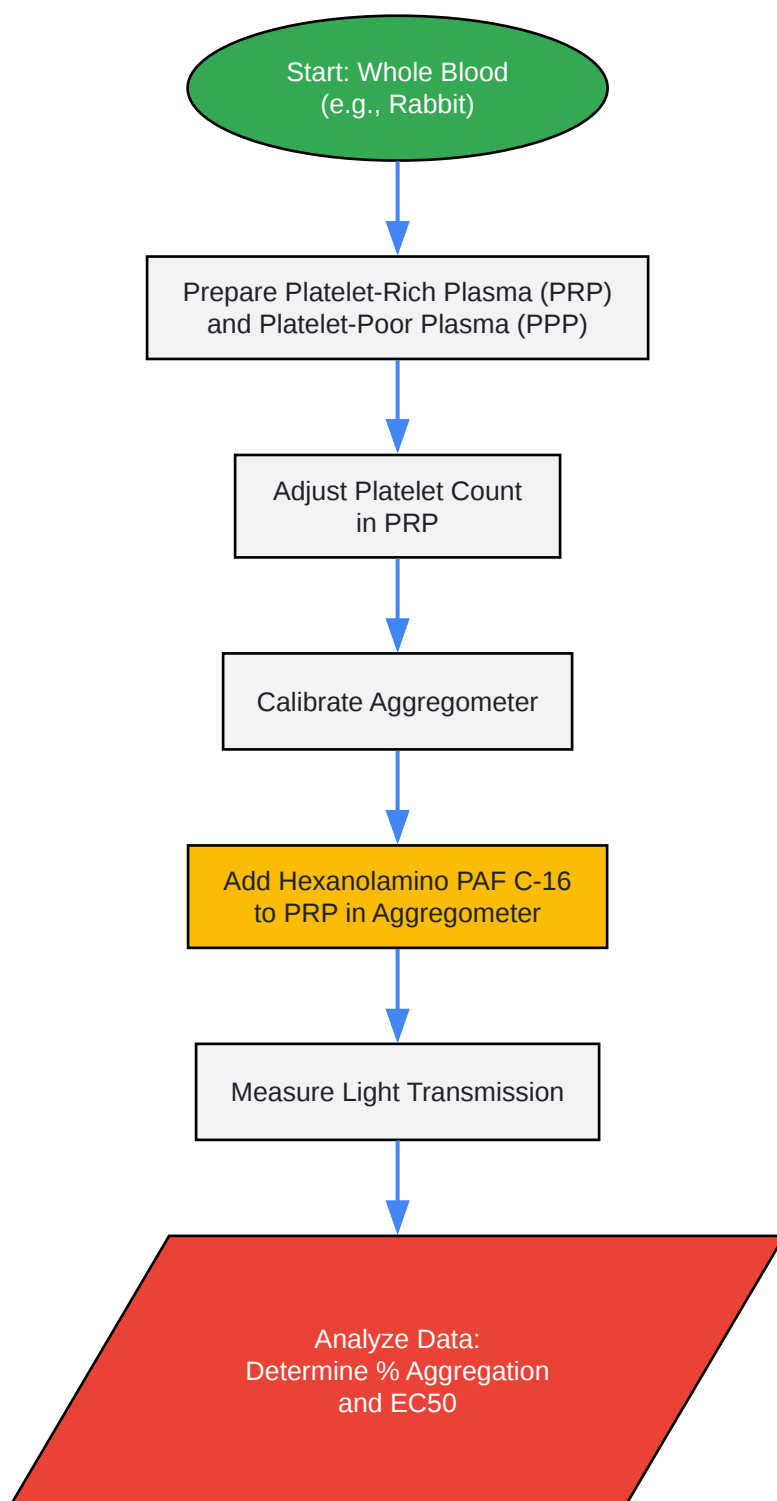 Start: Whole Blood
(e.g., Rabbit)
Prepare Platelet-Rich Plasma (PRP)
and Platelet-Poor Plasma (PPP)
Adjust Platelet Count
in PRP
Calibrate Aggregometer
Add Hexanolamino PAF C-16
to PRP in Aggregometer
Measure Light Transmission
Analyze Data:
Determine % Aggregation
and EC50